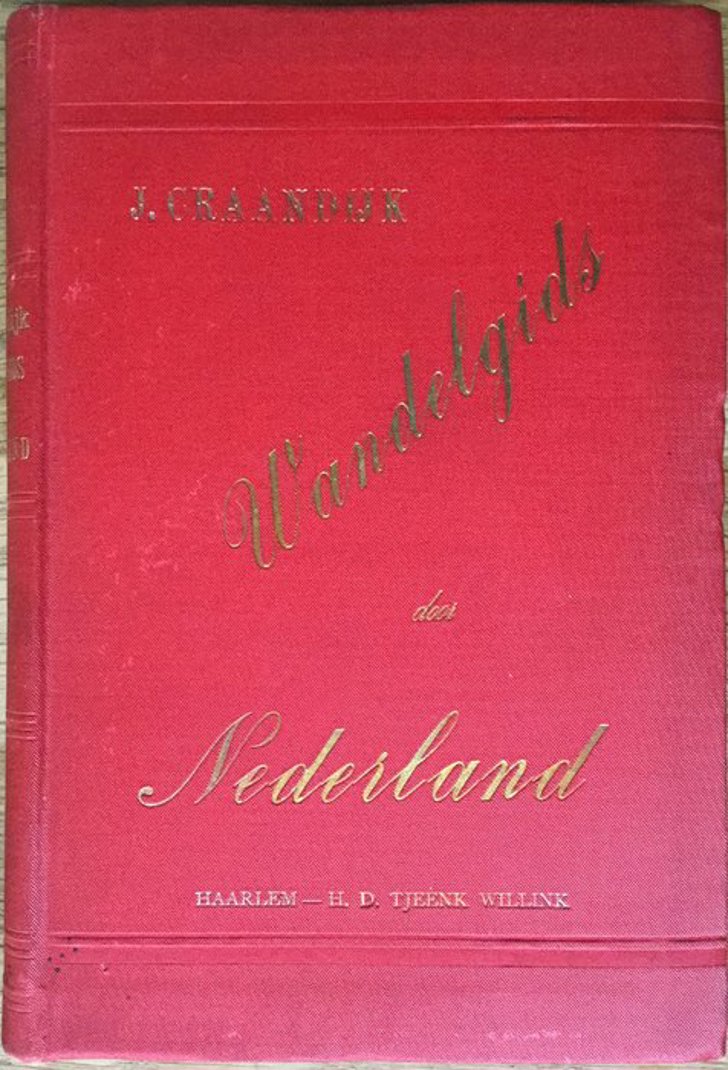 J. CRAANDIJK
Wandelgids
door
Nederland
HAARLEM — H. D. TJEENK WILLINK